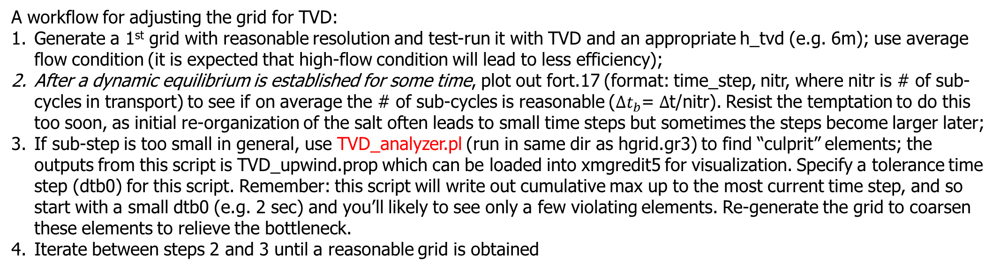 A workflow for adjusting the grid for TVD:
1. Generate a 1st grid with reasonable resolution and test-run it with TVD and an appropriate h_tvd (e.g. 6m); use average
flow condition (it is expected that high-flow condition will lead to less efficiency);
2. After a dynamic equilibrium is established for some time, plot out fort.17 (format: time_step, nitr, where nitr is # of sub-
cycles in transport) to see if on average the # of sub-cycles is reasonable (Δt_b= Δt/nitr). Resist the temptation to do this
too soon, as initial re-organization of the salt often leads to small time steps but sometimes the steps become larger later;
3. If sub-step is too small in general, use TVD_analyzer.pl (run in same dir as hgrid.gr3) to find “culprit” elements; the
outputs from this script is TVD_upwind.prop which can be loaded into xmgredit5 for visualization. Specify a tolerance time
step (dtb0) for this script. Remember: this script will write out cumulative max up to the most current time step, and so
start with a small dtb0 (e.g. 2 sec) and you’ll likely to see only a few violating elements. Re-generate the grid to coarsen
these elements to relieve the bottleneck.
4. Iterate between steps 2 and 3 until a reasonable grid is obtained